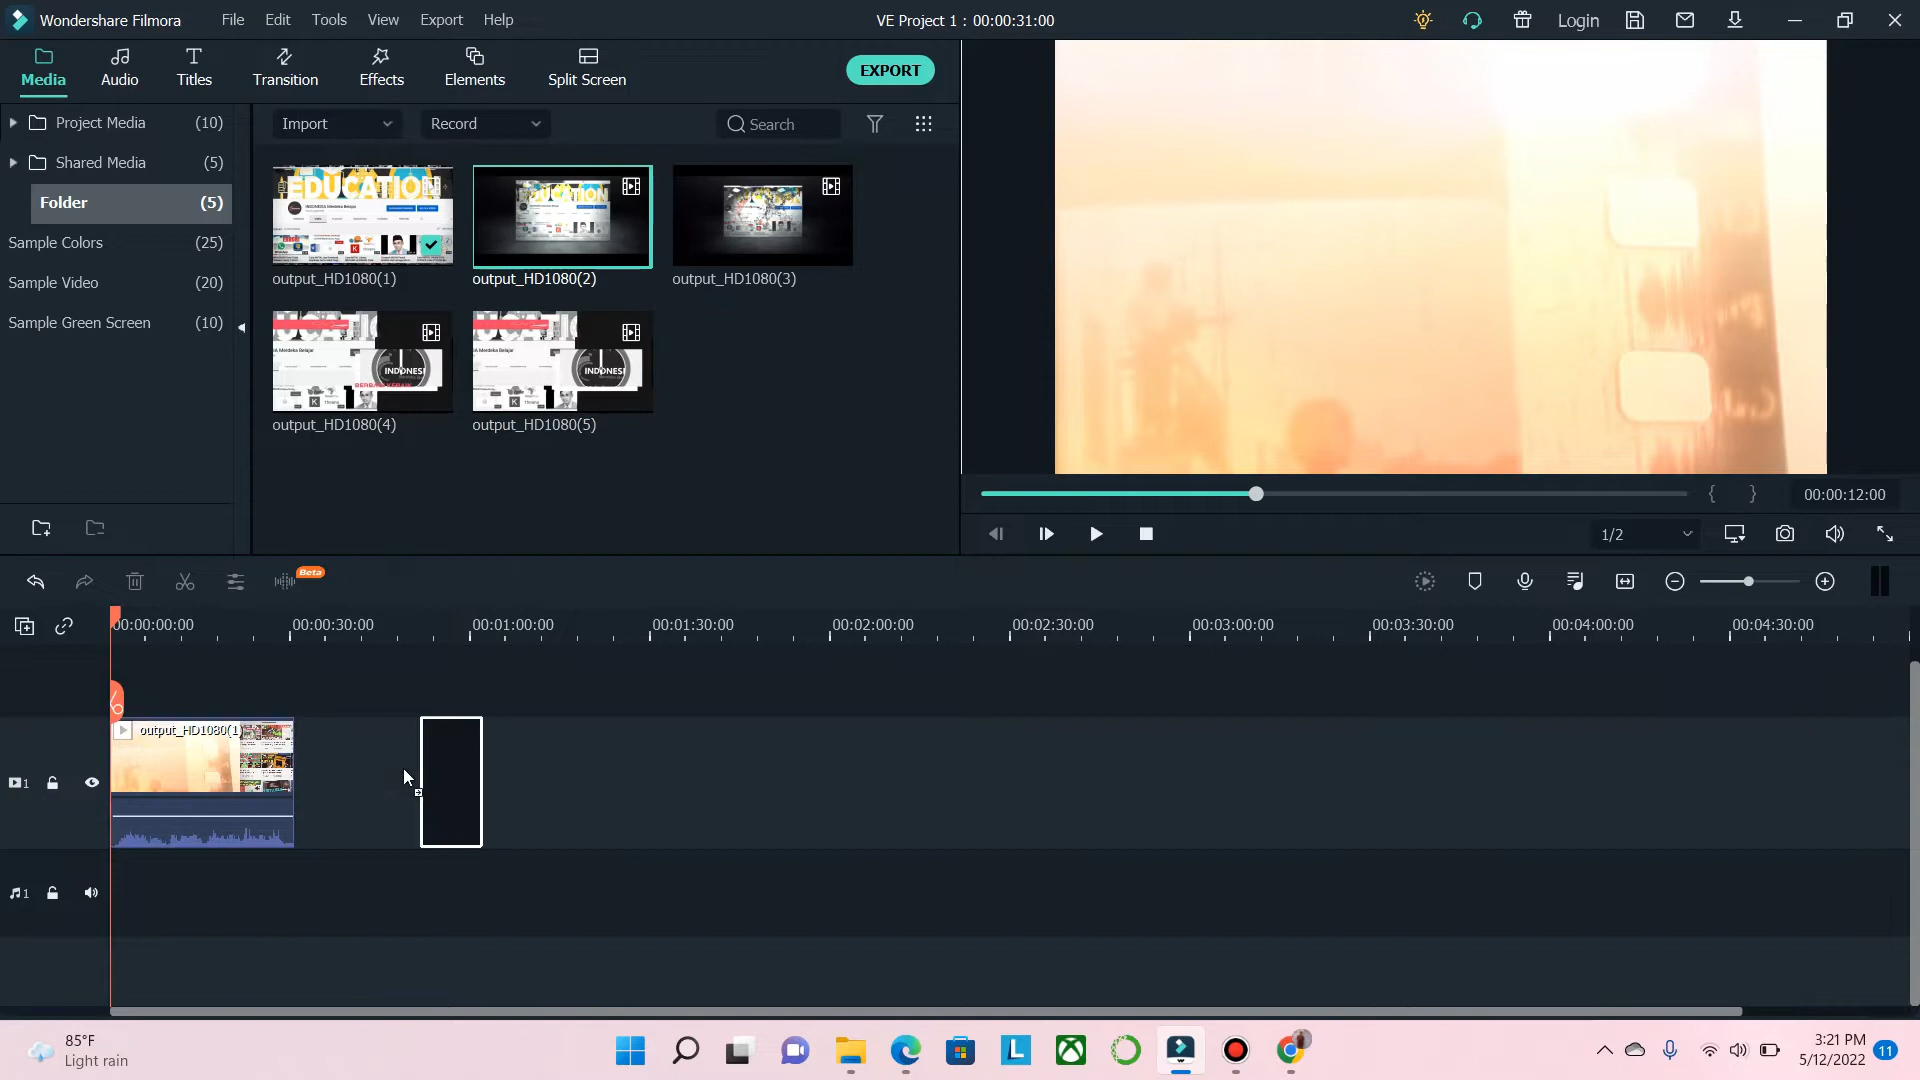 Wondershare Filmora
File
Edit
Tools
View
Export
Help
VE Project 1 : 00:00:31:00
Login
Media
Audio
Titles
Transition
Effects
Elements
Split Screen
EXPORT
Project Media (10)
Shared Media (5)
Folder (5)
Sample Colors (25)
Sample Video (20)
Sample Green Screen (10)
Import
Record
Search
EDUCATION
output_HD1080(1)
output_HD1080(2)
output_HD1080(3)
INDONESI
output_HD1080(4)
INDONESI
output_HD1080(5)
00:00:12:00
1/2
Beta
00:00:00:00
00:00:30:00
00:01:00:00
00:01:30:00
00:02:00:00
00:02:30:00
00:03:00:00
00:03:30:00
00:04:00:00
00:04:30:00
output_HD1080(1)
1
1
85°F
Light rain
3:21 PM
5/12/2022
11